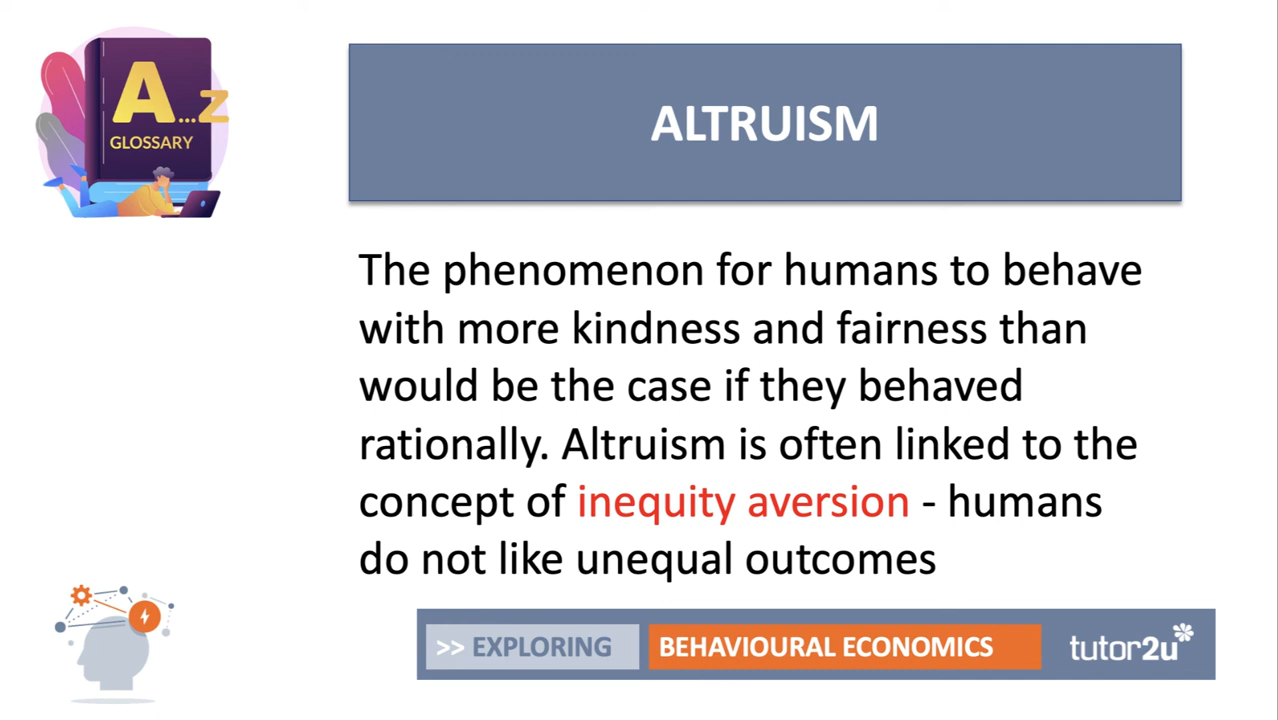 A...Z
GLOSSARY
ALTRUISM
The phenomenon for humans to behave
with more kindness and fairness than
would be the case if they behaved
rationally. Altruism is often linked to the
concept of inequity aversion - humans
do not like unequal outcomes
>> EXPLORING BEHAVIOURAL ECONOMICS tutor2u